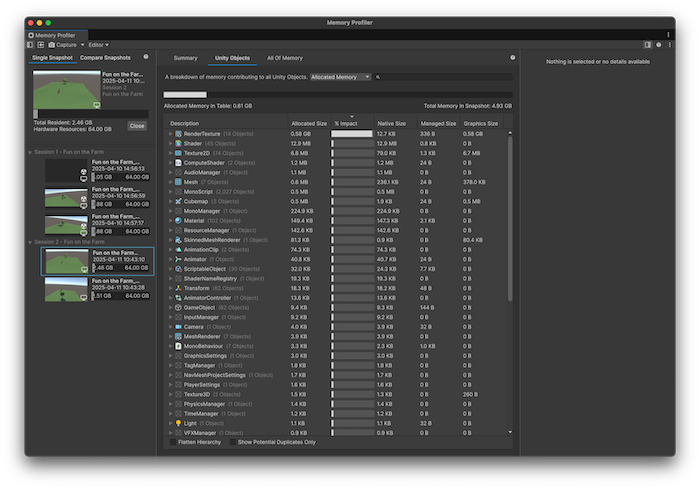 Memory Profiler
Memory Profiler
Capture Editor
Single Snapshot Compare Snapshots
Fun on the Farm...
2025-04-11 10:...
Session 2
Fun on the Farm
Total Resident: 2.46 GB
Hardware Resources: 64.00 GB
Close
Session 1 - Fun on the Farm
Fun on the Farm_...
2025-04-10 14:56:13
64.00 GB
Fun on the Farm_...
2025-04-10 14:56:59
64.00 GB
Fun on the Farm_...
2025-04-10 14:57:17
64.00 GB
Session 2 - Fun on the Farm
Fun on the Farm...
2025-04-11 10:43:10
64.00 GB
Fun on the Farm_...
2025-04-11 10:43:28
64.00 GB
Summary Unity Objects All Of Memory
A breakdown of memory contributing to all Unity Objects. Allocated Memory
Allocated Memory In Table: 0.61 GB Total Memory In Snapshot: 4.93 GB
Description Allocated Size % Impact Native Size Managed Size Graphics Size
RenderTexture (14 Objects) 0.58 GB 12.7 KB 336 B 0.58 GB
Shader (45 Objects) 12.9 MB 12.9 MB 0.8 KB 0 B
Texture2D (74 Objects) 6.8 MB 79.0 KB 1.3 KB 6.7 MB
ComputeShader (2 Objects) 1.2 MB 1.2 MB 24 B 0 B
AudioManager (1 Object) 1.1 MB 1.1 MB 0 B 0 B
Mesh (7 Objects) 0.6 MB 236.1 KB 24 B 378.0 KB
MonoScript (2,027 Objects) 0.5 MB 0.5 MB 0 B 0 B
Cubemap (3 Objects) 0.5 MB 1.9 KB 24 B 0.5 MB
MonoManager (1 Object) 224.9 KB 224.9 KB 0 B 0 B
Material (102 Objects) 149.4 KB 147.3 KB 2.1 KB 0 B
ResourceManager (1 Object) 142.6 KB 142.6 KB 0 B 0 B
SkinnedMeshRenderer (1 Object) 81.3 KB 0.9 KB 0 B 80.4 KB
AnimationClip (2 Objects) 74.3 KB 74.3 KB 0 B 0 B
Animator (1 Object) 40.8 KB 40.7 KB 24 B 0 B
ScriptableObject (30 Objects) 32.0 KB 24.3 KB 7.7 KB 0 B
ShaderNameRegistry (1 Object) 19.3 KB 19.3 KB 0 B 0 B
Transform (62 Objects) 18.3 KB 18.2 KB 48 B 0 B
AnimatorController (1 Object) 13.6 KB 13.6 KB 0 B 0 B
GameObject (12 Objects) 9.4 KB 9.3 KB 144 B 0 B
InputManager (1 Object) 9.2 KB 9.2 KB 0 B 0 B
Camera (1 Object) 4.0 KB 3.9 KB 32 B 0 B
MeshRenderer (7 Objects) 3.9 KB 3.9 KB 0 B 0 B
MonoBehaviour (7 Objects) 3.3 KB 2.3 KB 1.0 KB 0 B
GraphicsSettings (1 Object) 3.0 KB 3.0 KB 0 B 0 B
TagManager (1 Object) 1.8 KB 1.8 KB 0 B 0 B
NavMeshProjectSettings (1 Object) 1.7 KB 1.7 KB 0 B 0 B
PlayerSettings (1 Object) 1.6 KB 1.6 KB 0 B 0 B
Texture3D (3 Objects) 1.5 KB 1.3 KB 0 B 260 B
PhysicsManager (1 Object) 1.2 KB 1.2 KB 0 B 0 B
TimeManager (1 Object) 1.2 KB 1.2 KB 0 B 0 B
Light (1 Object) 1.1 KB 1.1 KB 32 B 0 B
VFXManager (1 Object) 0.9 KB 0.9 KB 0 B 0 B
Flatten Hierarchy Show Potential Duplicates Only
Nothing is selected or no details available